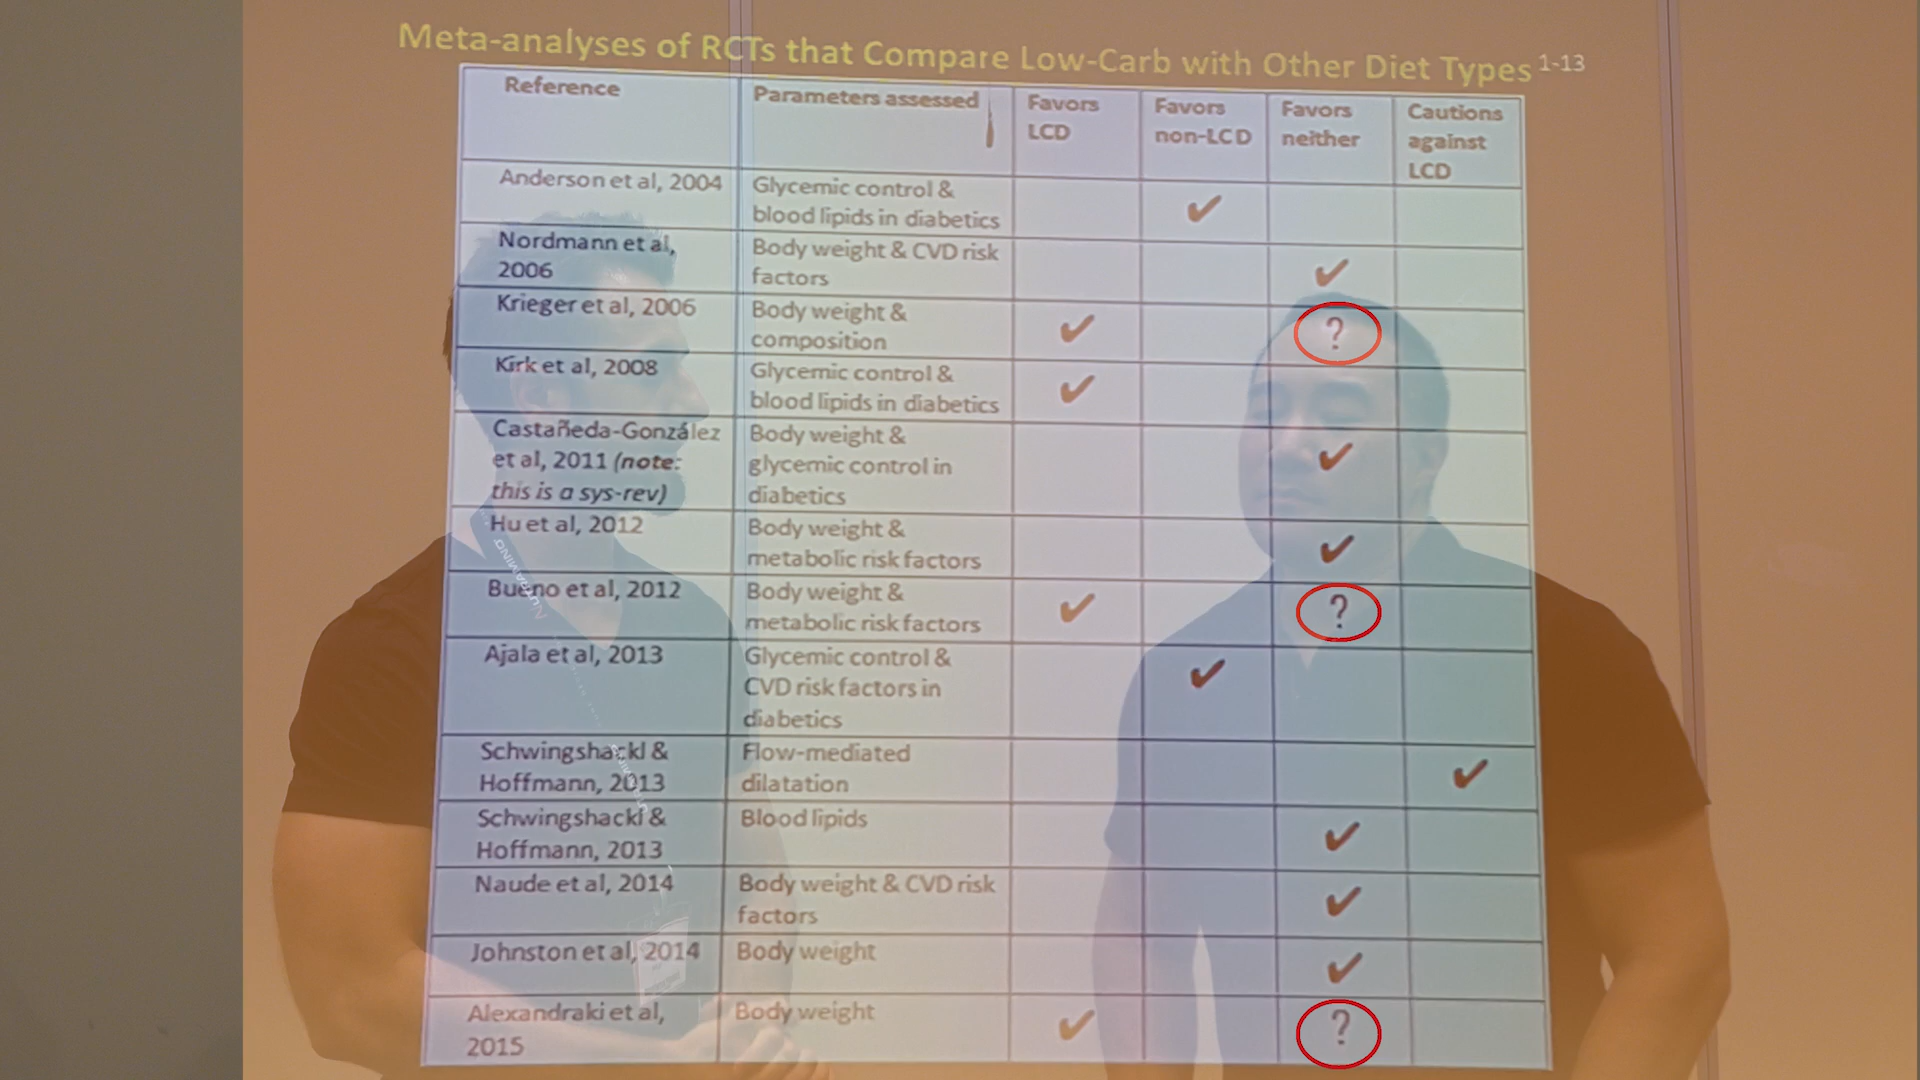 Meta-analyses of RCTs that Compare Low-Carb with Other Diet Types 1-13
Reference
Parameters assessed
Favors
LCD
Favors
non-LCD
Favors
neither
Cautions
against
LCD
Anderson et al, 2004
Glycemic control &
blood lipids in diabetics
✔
Nordmann et al,
2006
Body weight & CVD risk
factors
✔
Krieger et al, 2006
Body weight &
composition
✔
?
Kirk et al, 2008
Glycemic control &
blood lipids in diabetics
✔
Castañeda-González
et al, 2011 (note:
this is a sys-rev)
Body weight &
glycemic control in
diabetics
✔
Hu et al, 2012
Body weight &
metabolic risk factors
✔
Bueno et al, 2012
Body weight &
metabolic risk factors
✔
?
Ajala et al, 2013
Glycemic control &
CVD risk factors in
diabetics
✔
Schwingshackl &
Hoffmann, 2013
Flow-mediated
dilatation
✔
Schwingshackl &
Hoffmann, 2013
Blood lipids
✔
Naude et al, 2014
Body weight & CVD risk
factors
✔
Johnston et al, 2014
Body weight
✔
Alexandraki et al,
2015
Body weight
✔
?